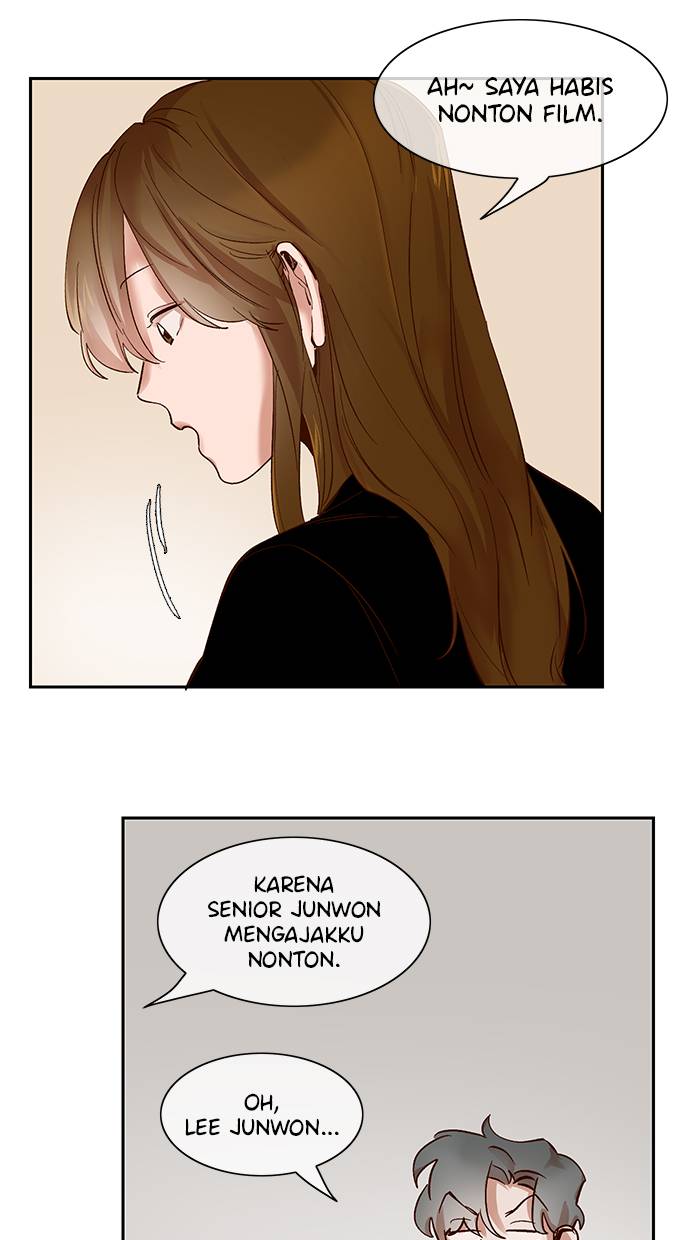 AH~ SAYA HABIS
NONTON FILM.
KARENA
SENIOR JUNWON
MENGAJAKKU
NONTON.
OH,
LEE JUNWON...